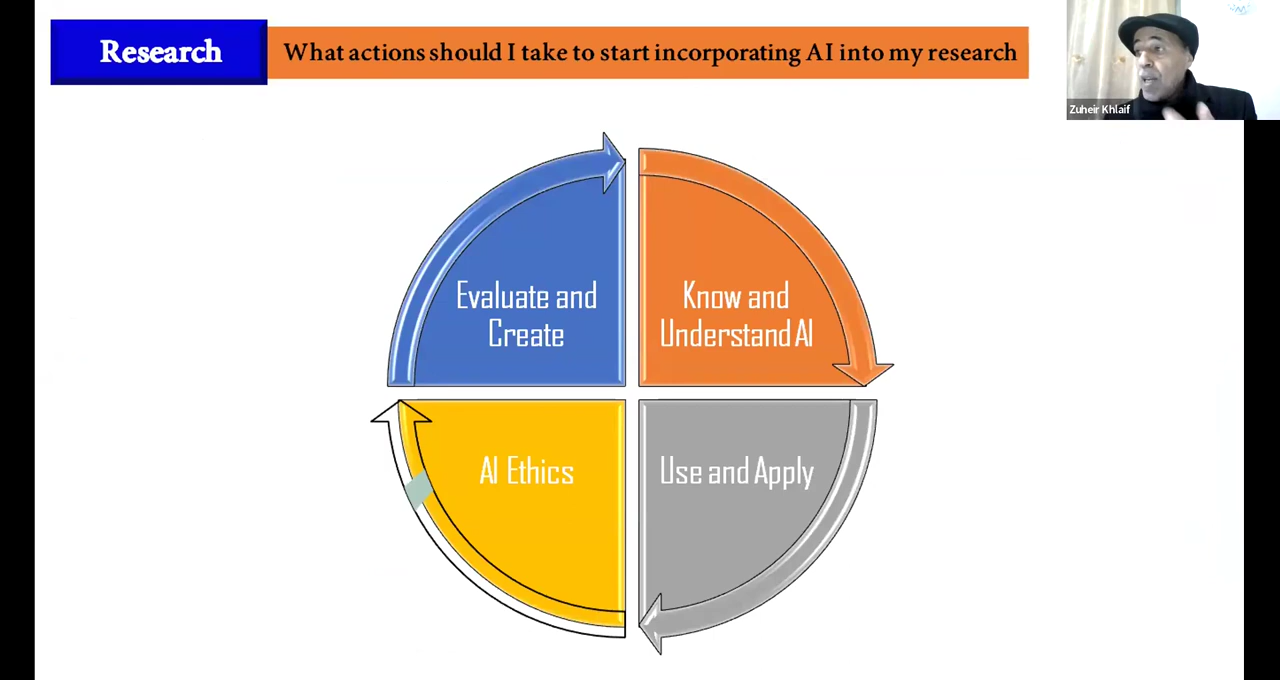 Research
What actions should I take to start incorporating AI into my research
Zuheir Khlaif
Evaluate and
Create
Know and
Understand AI
AI Ethics
Use and Apply